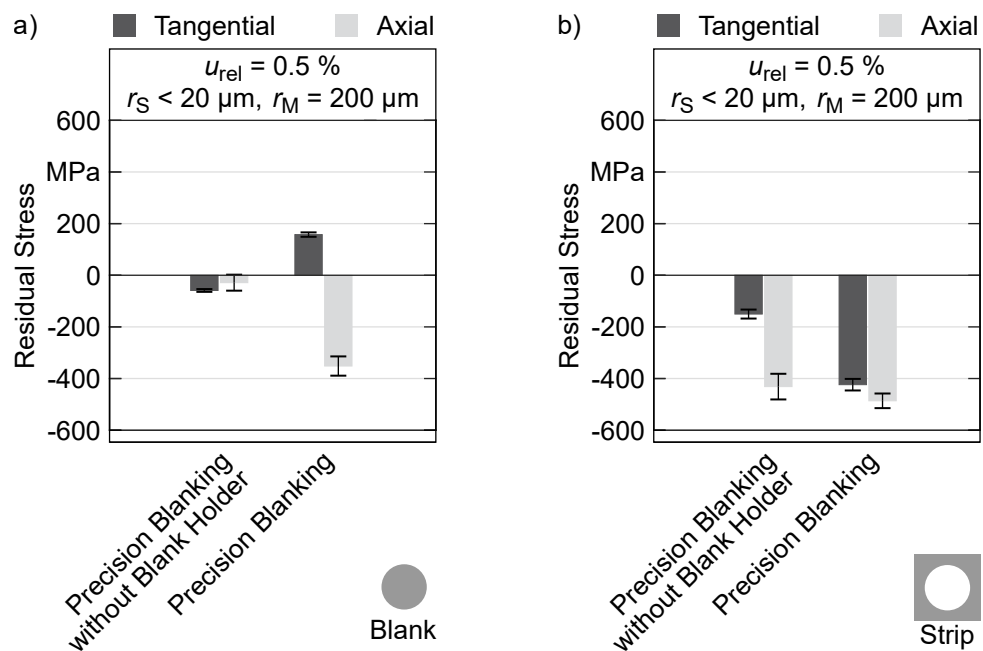 a)
Tangential Axial
u_rel = 0.5 %
r_S < 20 µm, r_M = 200 µm
600
MPa
200
0
-200
-400
-600
Residual Stress
Precision Blanking
without Blank Holder
Precision Blanking
Blank
b)
Tangential Axial
u_rel = 0.5 %
r_S < 20 µm, r_M = 200 µm
600
MPa
200
0
-200
-400
-600
Residual Stress
Precision Blanking
without Blank Holder
Precision Blanking
Strip